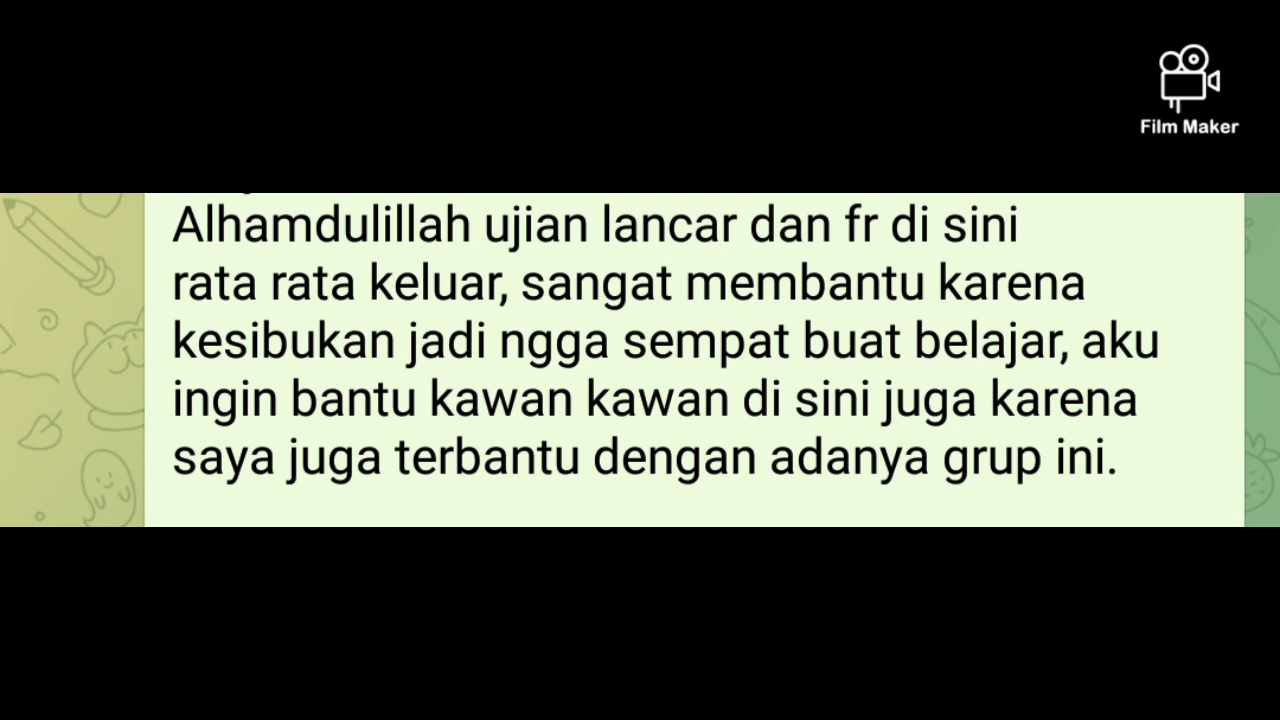 Film Maker
Alhamdulillah ujian lancar dan fr di sini
rata rata keluar, sangat membantu karena
kesibukan jadi ngga sempat buat belajar, aku
ingin bantu kawan kawan di sini juga karena
saya juga terbantu dengan adanya grup ini.